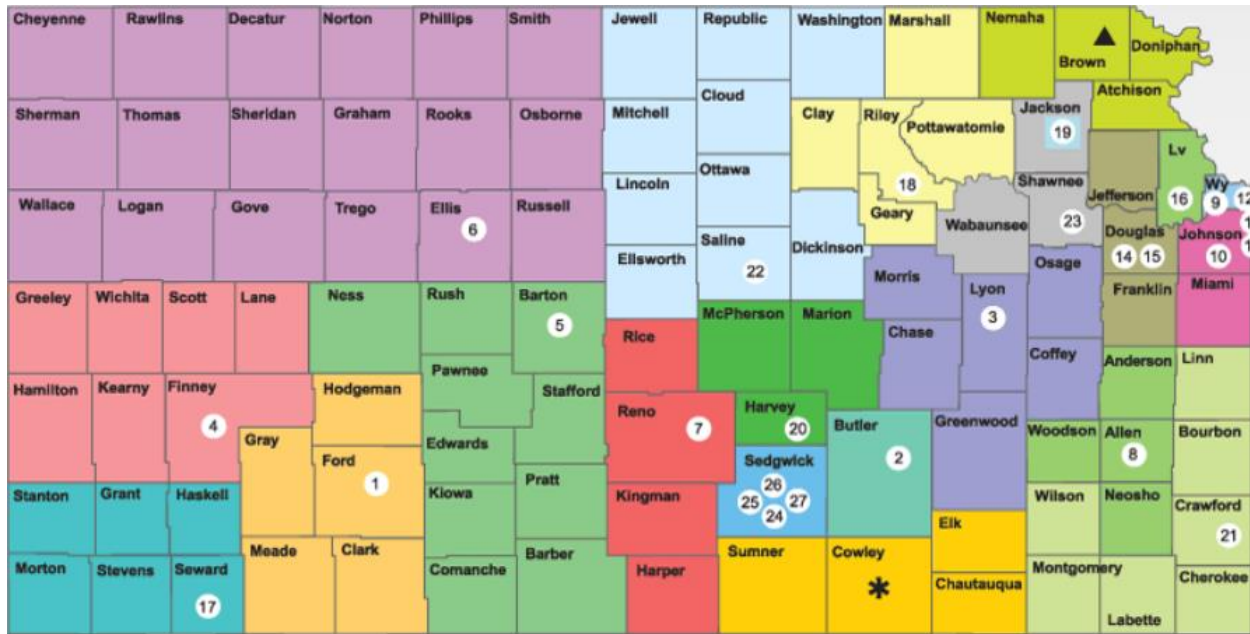 Cheyenne Rawlins Decatur Norton Phillips Smith Jewell Republic Washington Marshall Nemaha Brown Doniphan
Atchison
Sherman Thomas Sheridan Graham Rooks Osborne Mitchell Cloud Clay Riley Pottawatomie Jackson
19
Lv
Wallace Logan Gove Trego Ellis Russell Lincoln Ottawa Geary Shawnee Jefferson Wy
6 18 16 9 12
Ellsworth Saline Dickinson Wabaunsee Douglas Johnson
22 23 14 15 10
Greeley Wichita Scott Lane Ness Rush Barton McPherson Marion Morris Lyon Osage Franklin Miami
5 3
Rice Chase Coffey Anderson Linn
Hamilton Kearny Finney Hodgeman Pawnee Stafford
4
Reno Harvey Butler Greenwood Woodson Allen Bourbon
7 20 2 8
Gray Ford Edwards
1
Sedgwick
26
25 27
24
Stanton Grant Haskell Kiowa Pratt Kingman Wilson Neosho Crawford
21
Meade Clark Comanche Barber Harper Sumner Cowley Elk
*
Morton Stevens Seward Chautauqua Montgomery Labette Cherokee
17